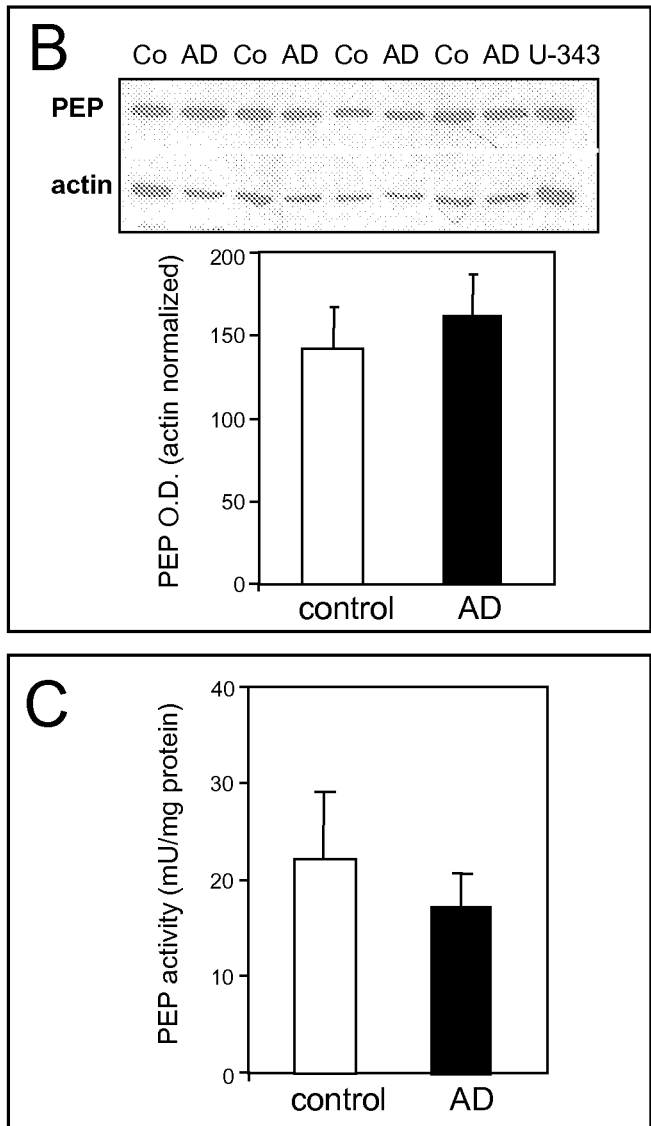 B
Co AD Co AD Co AD Co AD U-343
PEP
actin
PEP O.D. (actin normalized)
200
150
100
50
0
control AD
C
PEP activity (mU/mg protein)
40
30
20
10
0
control AD